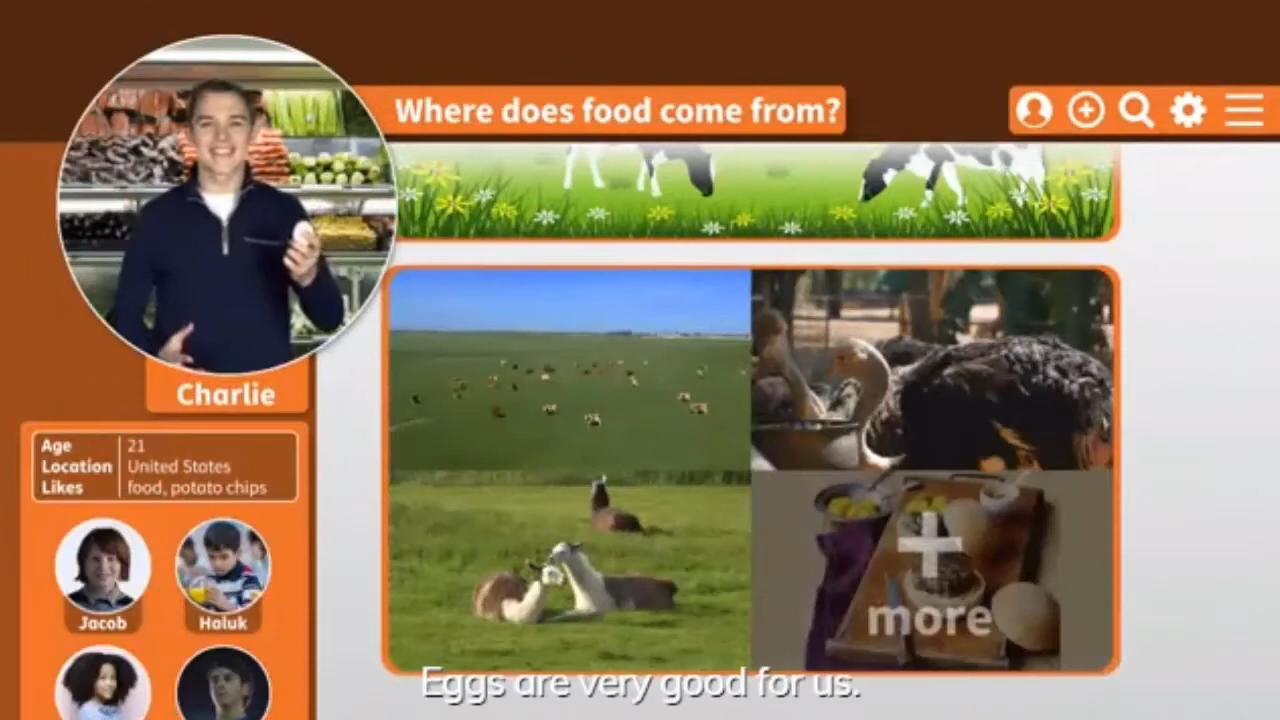 Where does food come from?
Charlie
Age 21
Location United States
Likes food, potato chips
Jacob
Haluk
+
more
Eggs are very good for us.